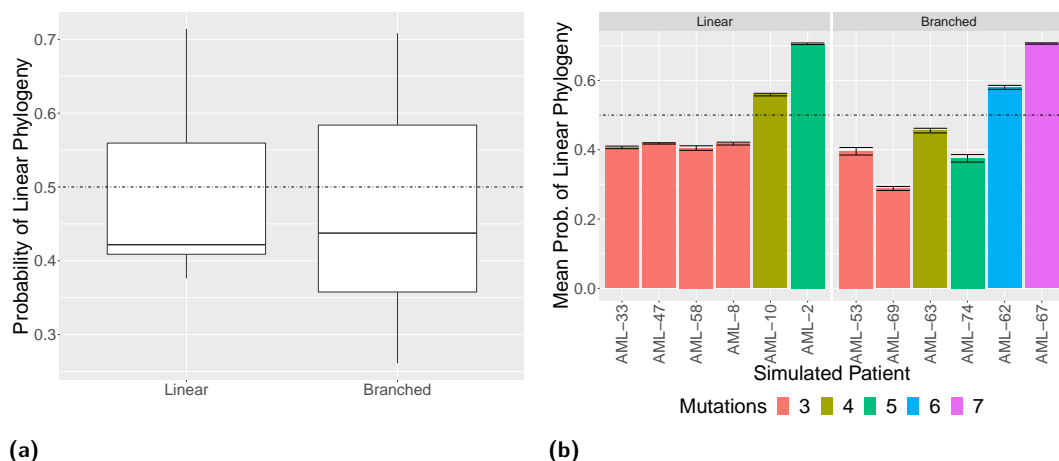 Probability of Linear Phylogeny
0.7
0.6
0.5
0.4
0.3
Linear
Branched
(a)
Mean Prob. of Linear Phylogeny
Linear
Branched
0.6
0.4
0.2
0.0
AML−33
AML−47
AML−58
AML−8
AML−10
AML−2
AML−53
AML−69
AML−63
AML−74
AML−62
AML−67
Simulated Patient
Mutations 3 4 5 6 7
(b)